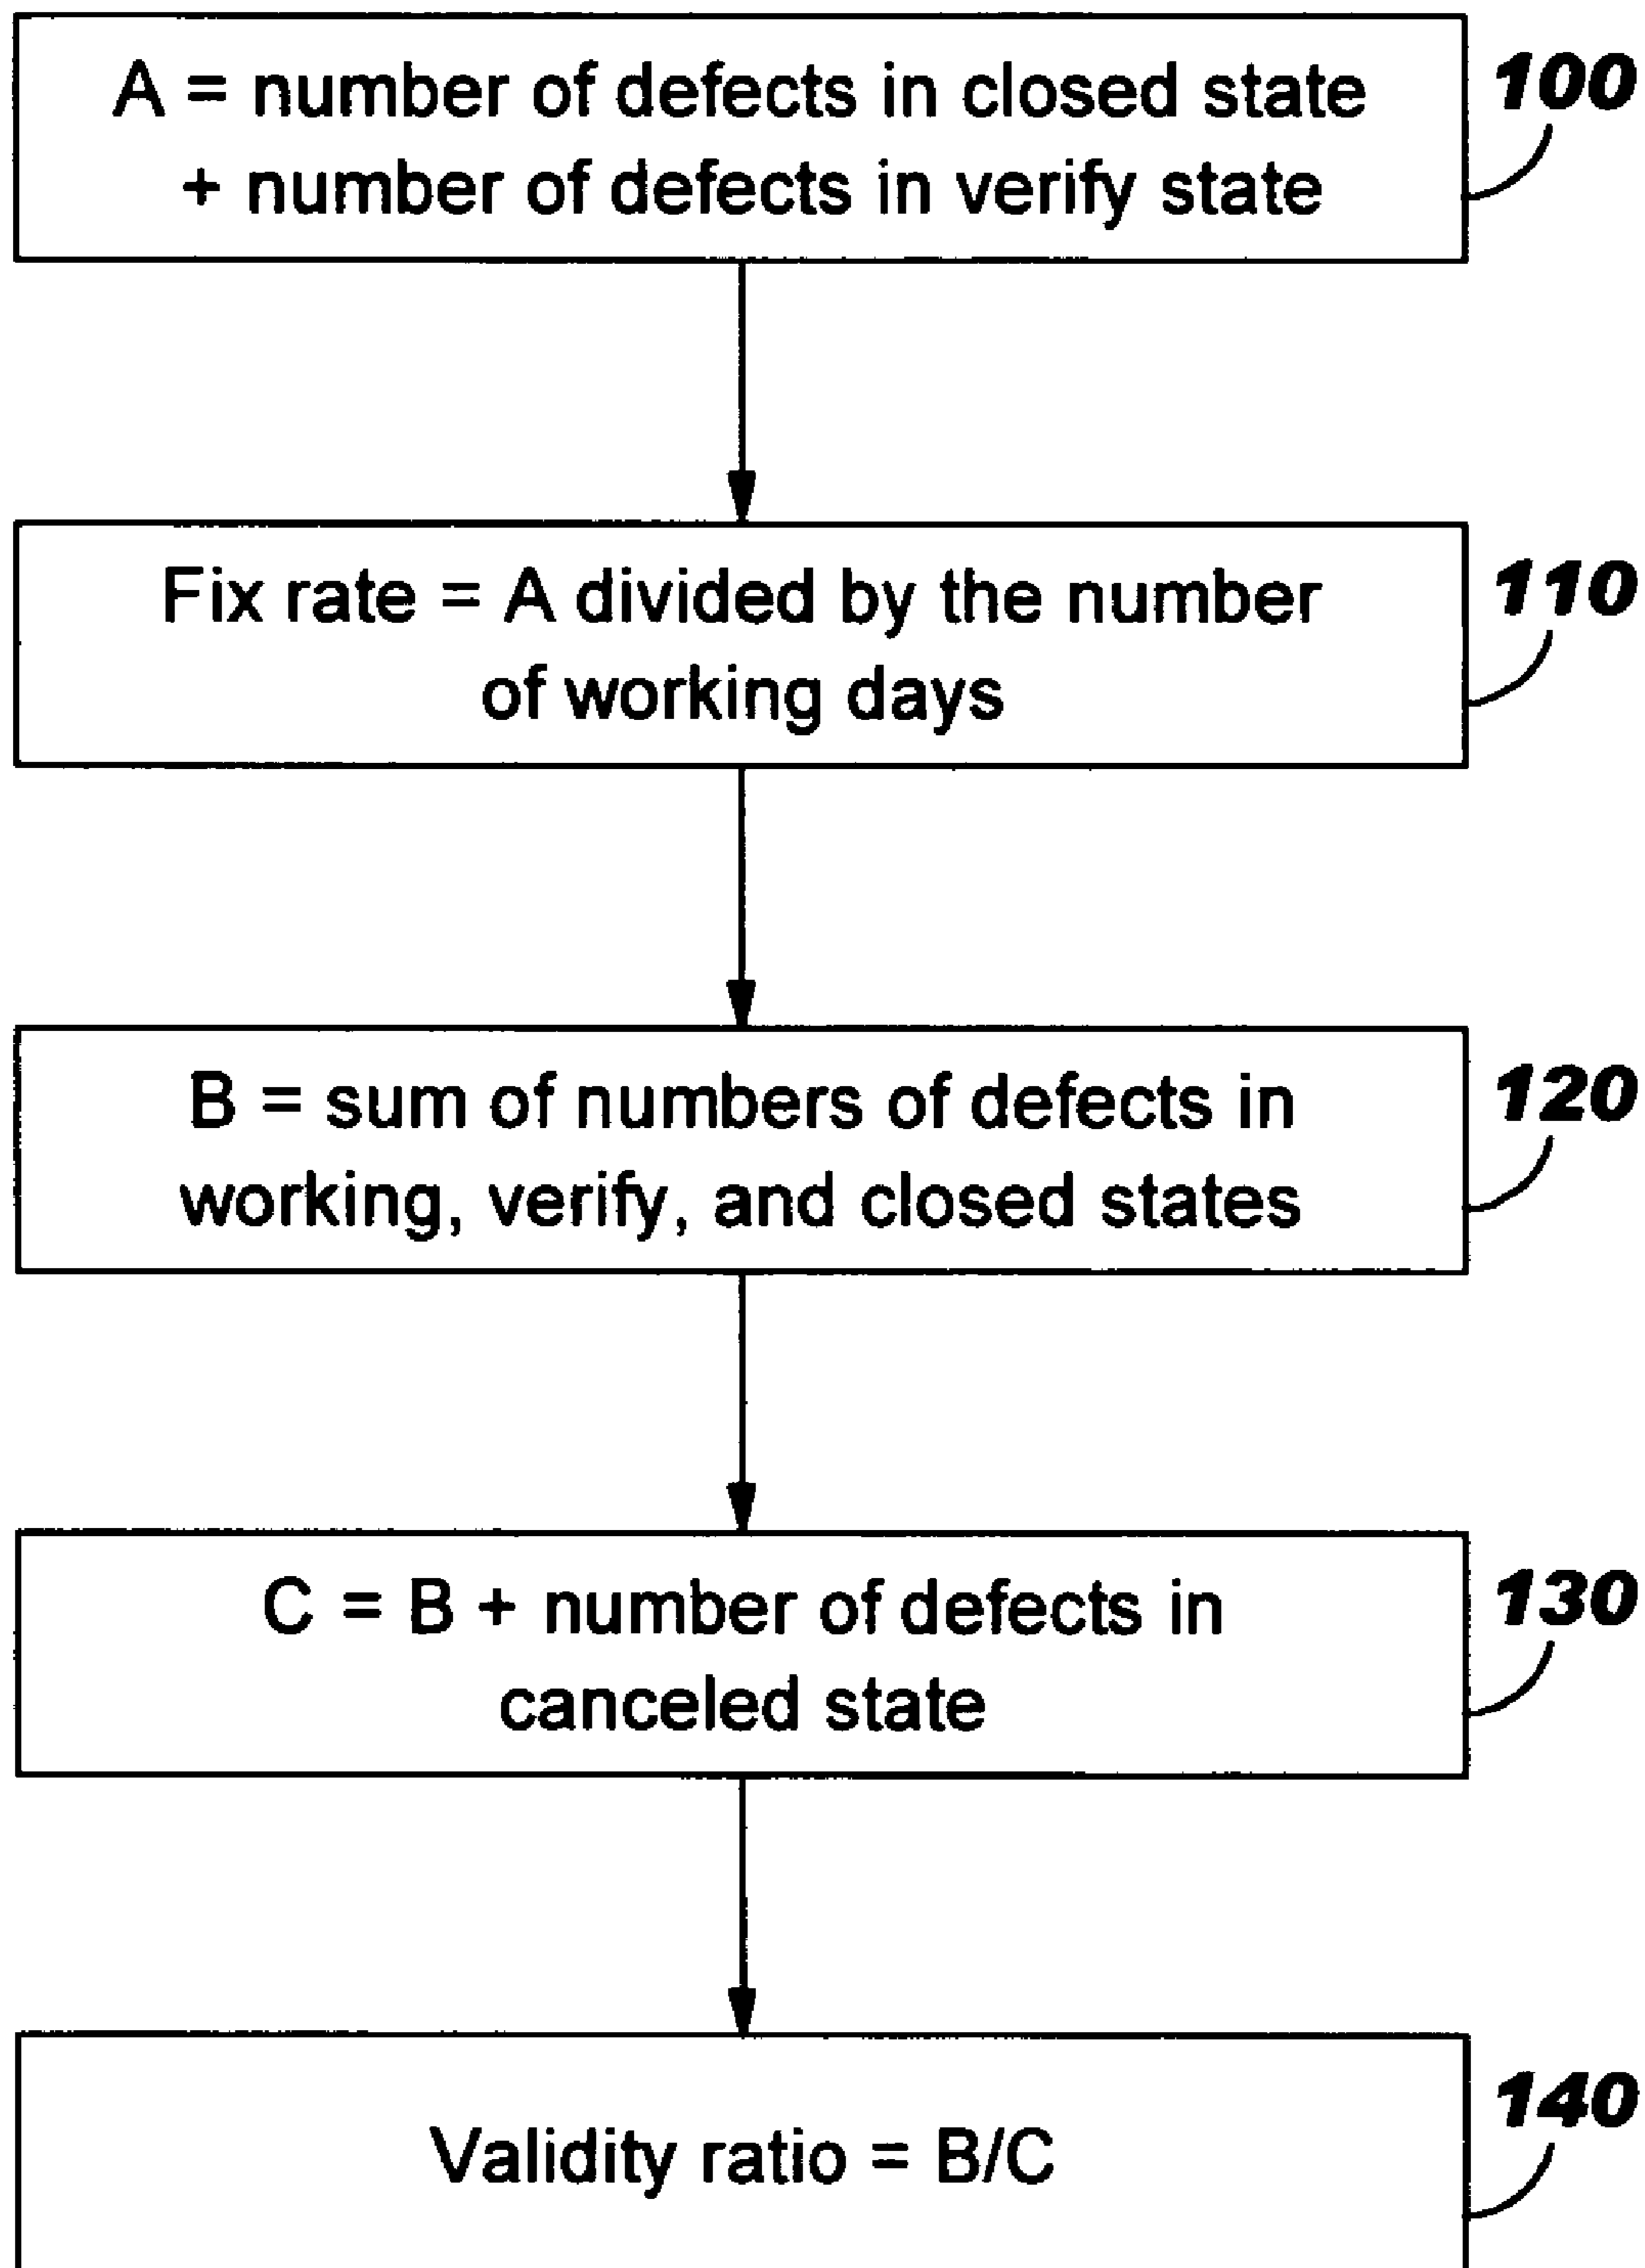 A = number of defects in closed state
+ number of defects in verify state
100
Fix rate = A divided by the number
of working days
110
B = sum of numbers of defects in
working, verify, and closed states
120
C = B + number of defects in
canceled state
130
Validity ratio = B/C
140